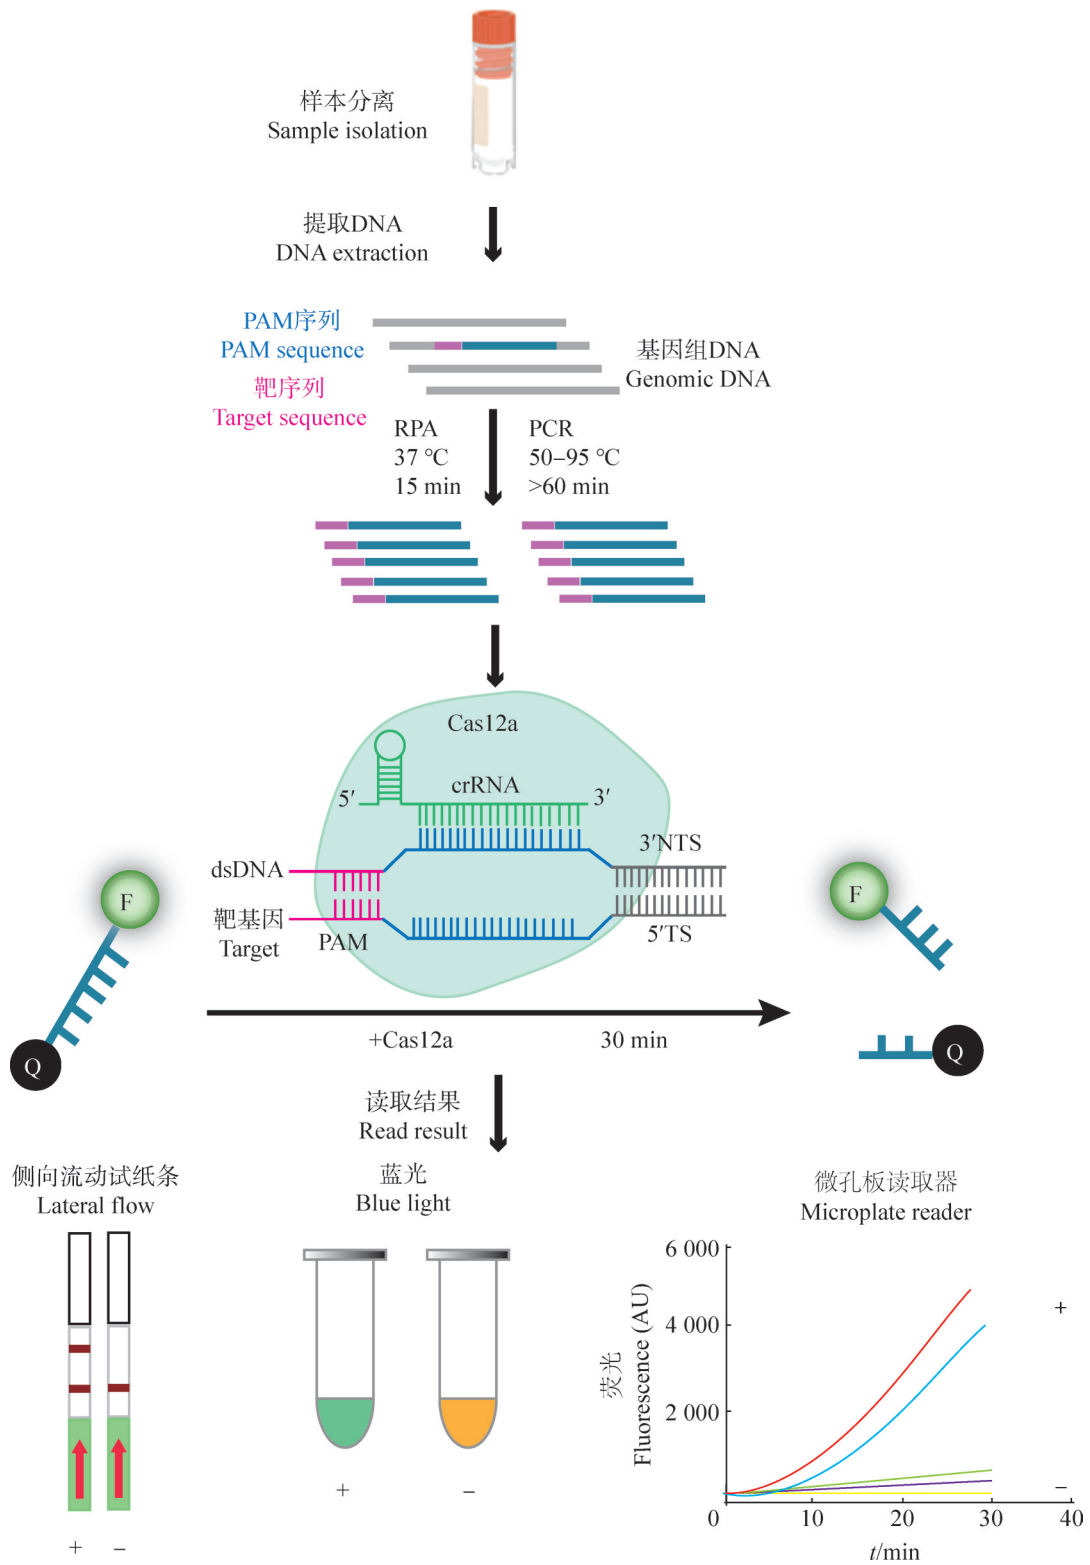 样本分离
Sample isolation
提取DNA
DNA extraction
PAM序列
PAM sequence
靶序列
Target sequence
基因组DNA
Genomic DNA
RPA
37 °C
15 min
PCR
50–95 °C
>60 min
Cas12a
5′
crRNA
3′
3′NTS
dsDNA
靶基因
Target
PAM
5′TS
F
Q
F
Q
+Cas12a
30 min
读取结果
Read result
侧向流动试纸条
Lateral flow
+
–
蓝光
Blue light
+
–
微孔板读取器
Microplate reader
荧光
Fluorescence (AU)
6 000
4 000
2 000
0
10
20
30
40
t/min
+
–